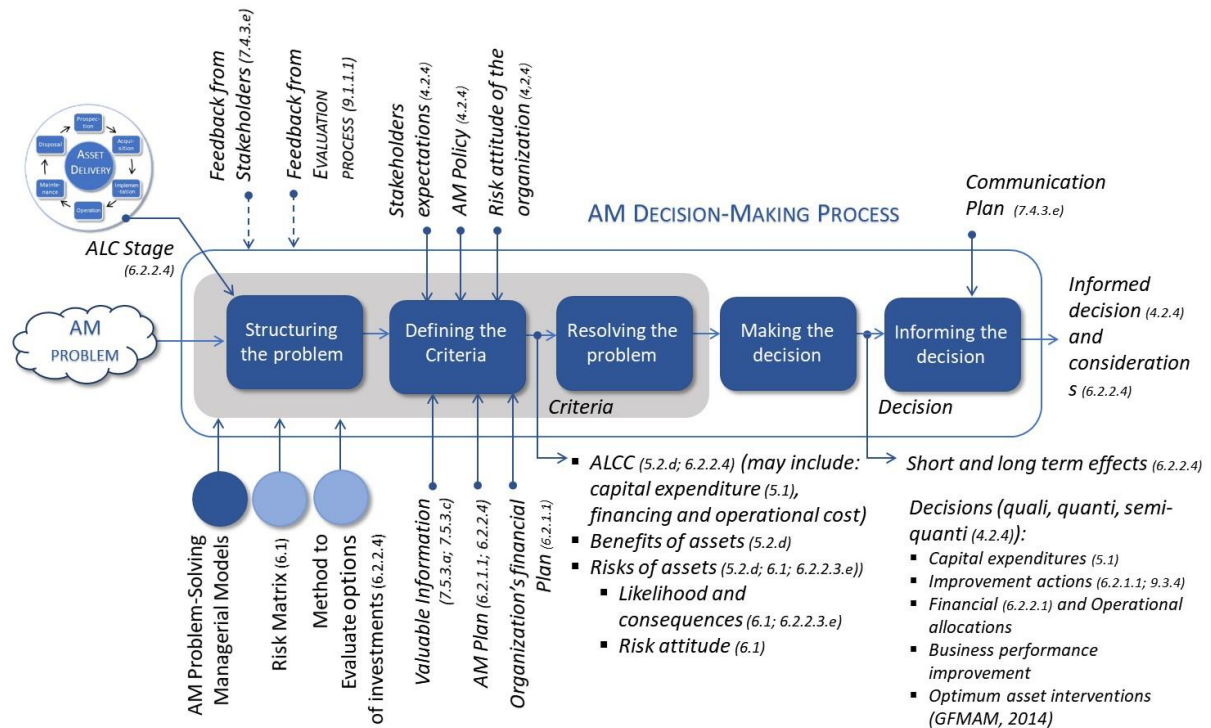 Feedback from
Stakeholders (7.4.3.e)
Feedback from
EVALUATION
PROCESS (9.1.1.1)
Stakeholders
expectations (4.2.4)
AM Policy (4.2.4)
Risk attitude of the
organization (4,2,4)
Prospec-
tion
Acqui-
sition
Implemen-
tation
Operation
Mainte-
nance
Disposal
ASSET
DELIVERY
ALC Stage
(6.2.2.4)
AM DECISION-MAKING PROCESS
Communication
Plan (7.4.3.e)
AM
PROBLEM
Structuring
the problem
Defining the
Criteria
Resolving the
problem
Making the
decision
Informing the
decision
Criteria
Decision
Informed
decision (4.2.4)
and
consideration
s (6.2.2.4)
AM Problem-Solving
Managerial Models
Risk Matrix (6.1)
Method to
Evaluate options
of investments (6.2.2.4)
Valuable Information
(7.5.3.a; 7.5.3.c)
AM Plan (6.2.1.1; 6.2.2.4)
Organization's financial
Plan (6.2.1.1)
▪ ALCC (5.2.d; 6.2.2.4) (may include:
capital expenditure (5.1),
financing and operational cost)
▪ Benefits of assets (5.2.d)
▪ Risks of assets (5.2.d; 6.1; 6.2.2.3.e))
▪ Likelihood and
consequences (6.1; 6.2.2.3.e)
▪ Risk attitude (6.1)
Short and long term effects (6.2.2.4)
Decisions (quali, quanti, semi-
quanti (4.2.4)):
▪ Capital expenditures (5.1)
▪ Improvement actions (6.2.1.1; 9.3.4)
▪ Financial (6.2.2.1) and Operational
allocations
▪ Business performance
improvement
▪ Optimum asset interventions
(GFMAM, 2014)